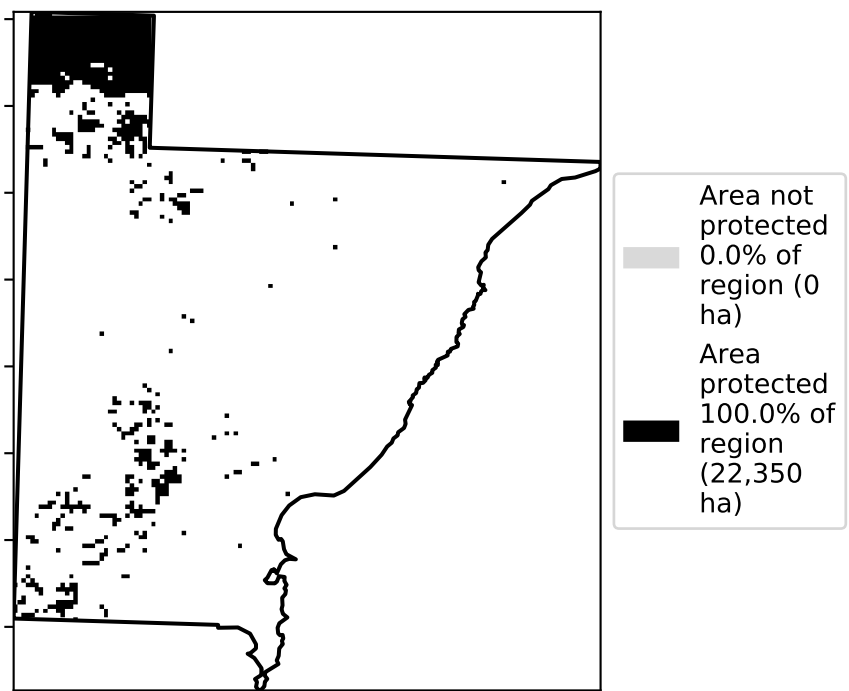 Area not
protected
0.0% of
region (0
ha)
Area
protected
100.0% of
region
(22,350
ha)